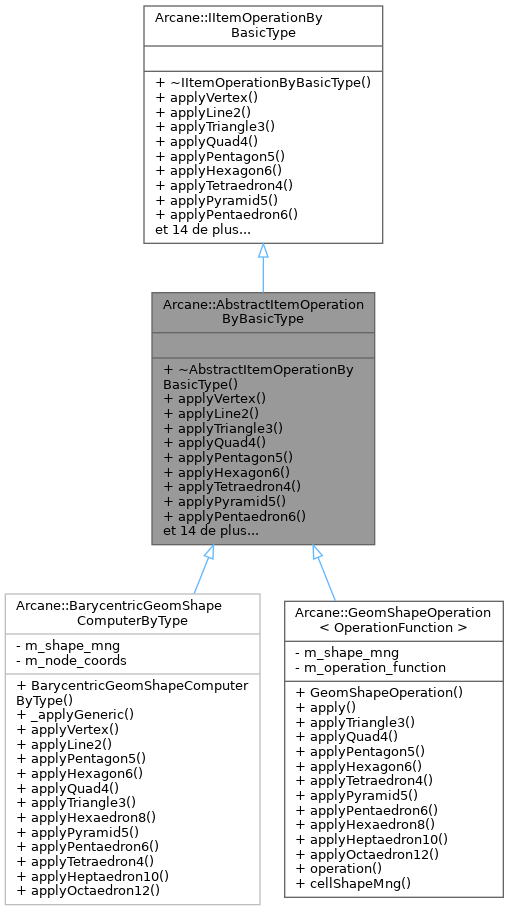 Arcane::IItemOperationBy
BasicType
+ ~IItemOperationByBasicType()
+ applyVertex()
+ applyLine2()
+ applyTriangle3()
+ applyQuad4()
+ applyPentagon5()
+ applyHexagon6()
+ applyTetraedron4()
+ applyPyramid5()
+ applyPentaedron6()
et 14 de plus...
Arcane::AbstractItemOperation
ByBasicType
+ ~AbstractItemOperationBy
BasicType()
+ applyVertex()
+ applyLine2()
+ applyTriangle3()
+ applyQuad4()
+ applyPentagon5()
+ applyHexagon6()
+ applyTetraedron4()
+ applyPyramid5()
+ applyPentaedron6()
et 14 de plus...
Arcane::BarycentricGeomShape
ComputerByType
- m_shape_mng
- m_node_coords
+ BarycentricGeomShapeComputer
ByType()
+ _applyGeneric()
+ applyVertex()
+ applyLine2()
+ applyPentagon5()
+ applyHexagon6()
+ applyQuad4()
+ applyTriangle3()
+ applyHexaedron8()
+ applyPyramid5()
+ applyPentaedron6()
+ applyTetraedron4()
+ applyHeptaedron10()
+ applyOctaedron12()
Arcane::GeomShapeOperation
< OperationFunction >
- m_shape_mng
- m_operation_function
+ GeomShapeOperation()
+ apply()
+ applyTriangle3()
+ applyQuad4()
+ applyPentagon5()
+ applyHexagon6()
+ applyTetraedron4()
+ applyPyramid5()
+ applyPentaedron6()
+ applyHexaedron8()
+ applyHeptaedron10()
+ applyOctaedron12()
+ operation()
+ cellShapeMng()